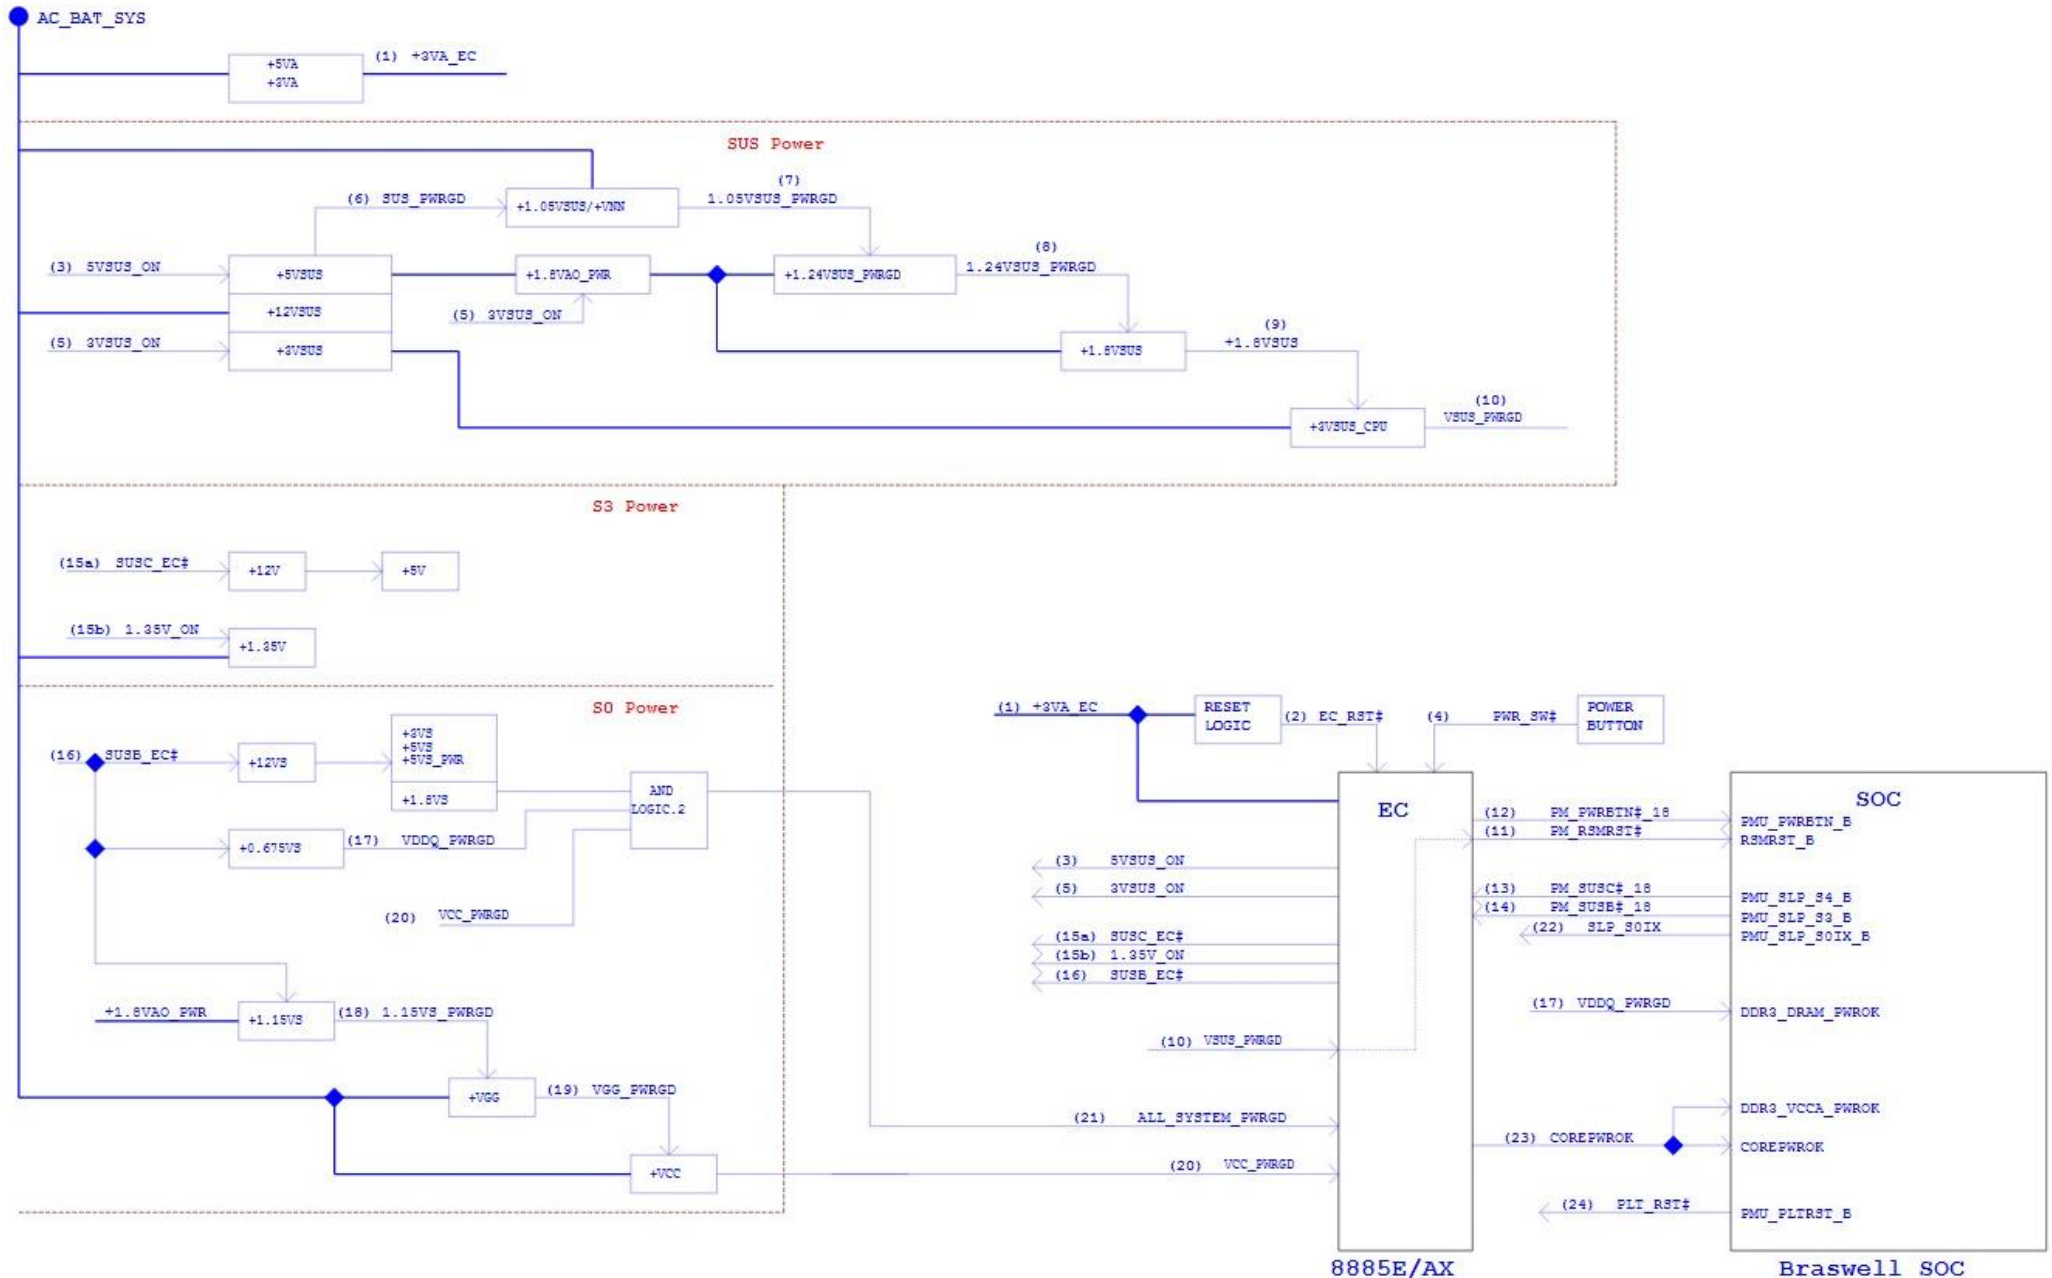 AC_BAT_SYS
+5VA
+3VA
(1) +3VA_EC
SUS Power
(6) SUS_PWRGD
+1.05VSUS/+VNN
(7)
1.05VSUS_PWRGD
(3) 5VSUS_ON
+5VSUS
+1.8VAO_PWR
+1.24VSUS_PWRGD
(8)
1.24VSUS_PWRGD
+12VSUS
(5) 3VSUS_ON
(5) 3VSUS_ON
+3VSUS
+1.8VSUS
(9)
+1.8VSUS
+3VSUS_CPU
(10)
VSUS_PWRGD
S3 Power
(15a) SUSC_EC‡
+12V
+5V
(15b) 1.35V_ON
+1.35V
S0 Power
(16) SUSB_EC‡
+12VS
+3VS
+5VS
+5VS_PWR
+1.8VS
AND
LOGIC.2
+0.675VS
(17) VDDQ_PWRGD
(20) VCC_PWRGD
+1.8VAO_PWR
+1.15VS
(18) 1.15VS_PWRGD
+VGG
(19) VGG_PWRGD
+VCC
(1) +3VA_EC
RESET
LOGIC
(2) EC_RST‡
(4) PWR_SW‡
POWER
BUTTON
EC
(3) 5VSUS_ON
(5) 3VSUS_ON
(15a) SUSC_EC‡
(15b) 1.35V_ON
(16) SUSB_EC‡
(10) VSUS_PWRGD
(21) ALL_SYSTEM_PWRGD
(20) VCC_PWRGD
(12) PM_PWRBTN‡_18
(11) PM_RSMRST‡
(13) PM_SUSC‡_18
(14) PM_SUSB‡_18
(22) SLP_S0IX
(17) VDDQ_PWRGD
(23) COREPWROK
(24) PLT_RST‡
SOC
PMU_PWRBTN_B
RSMRST_B
PMU_SLP_S4_B
PMU_SLP_S3_B
PMU_SLP_S0IX_B
DDR3_DRAM_PWROK
DDR3_VCCA_PWROK
COREPWROK
PMU_PLTRST_B
8885E/AX
Braswell SOC